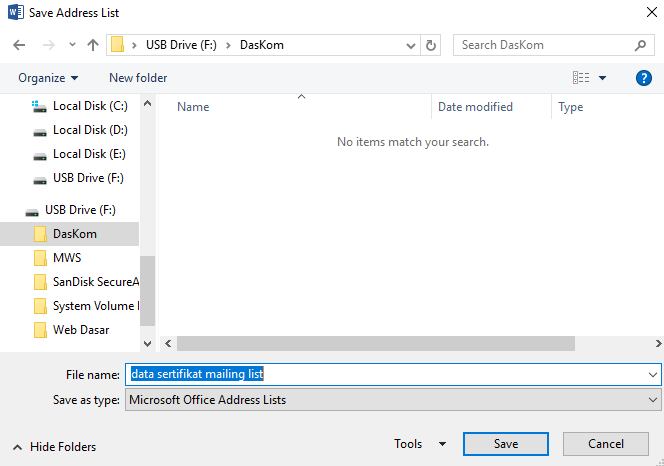 Save Address List
USB Drive (F:) DasKom
Search DasKom
Organize New folder
Local Disk (C:)
Local Disk (D:)
Local Disk (E:)
USB Drive (F:)
USB Drive (F:)
DasKom
MWS
SanDisk SecureA
System Volume
Web Dasar
Name Date modified Type
No items match your search.
File name: data sertifikat mailing list
Save as type: Microsoft Office Address Lists
Hide Folders Tools Save Cancel